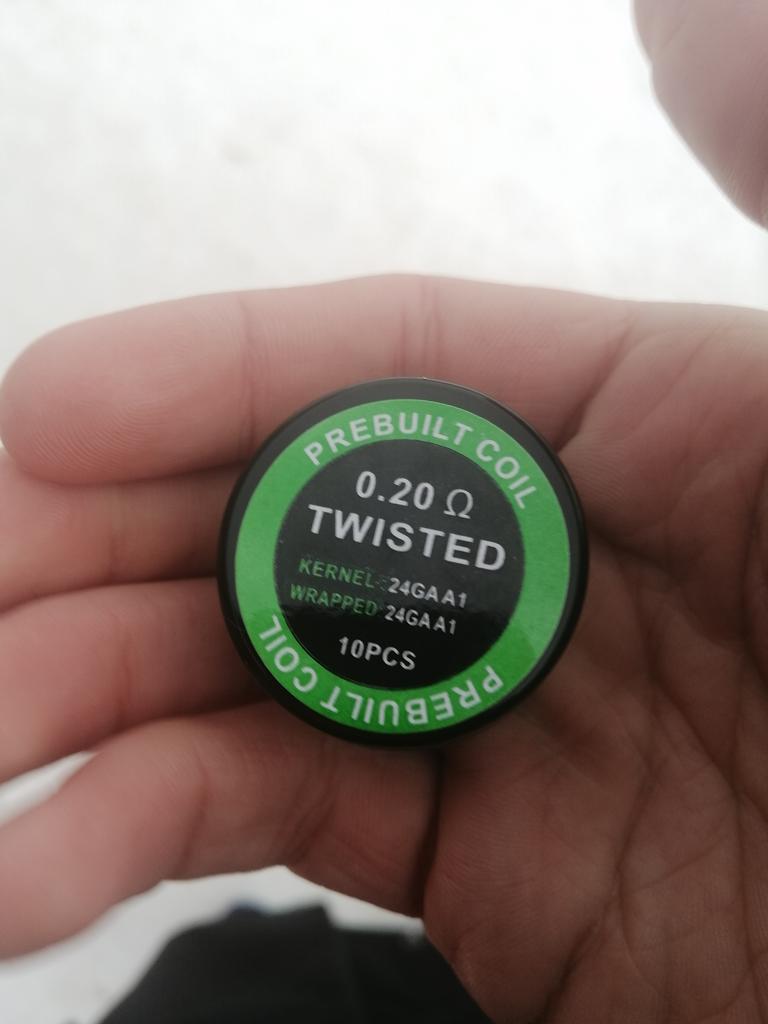 PREBUILT COIL
0.20 Ω
TWISTED
KERNEL- 24GA A1
WRAPPED-24GA A1
10PCS
PREBUILT COIL